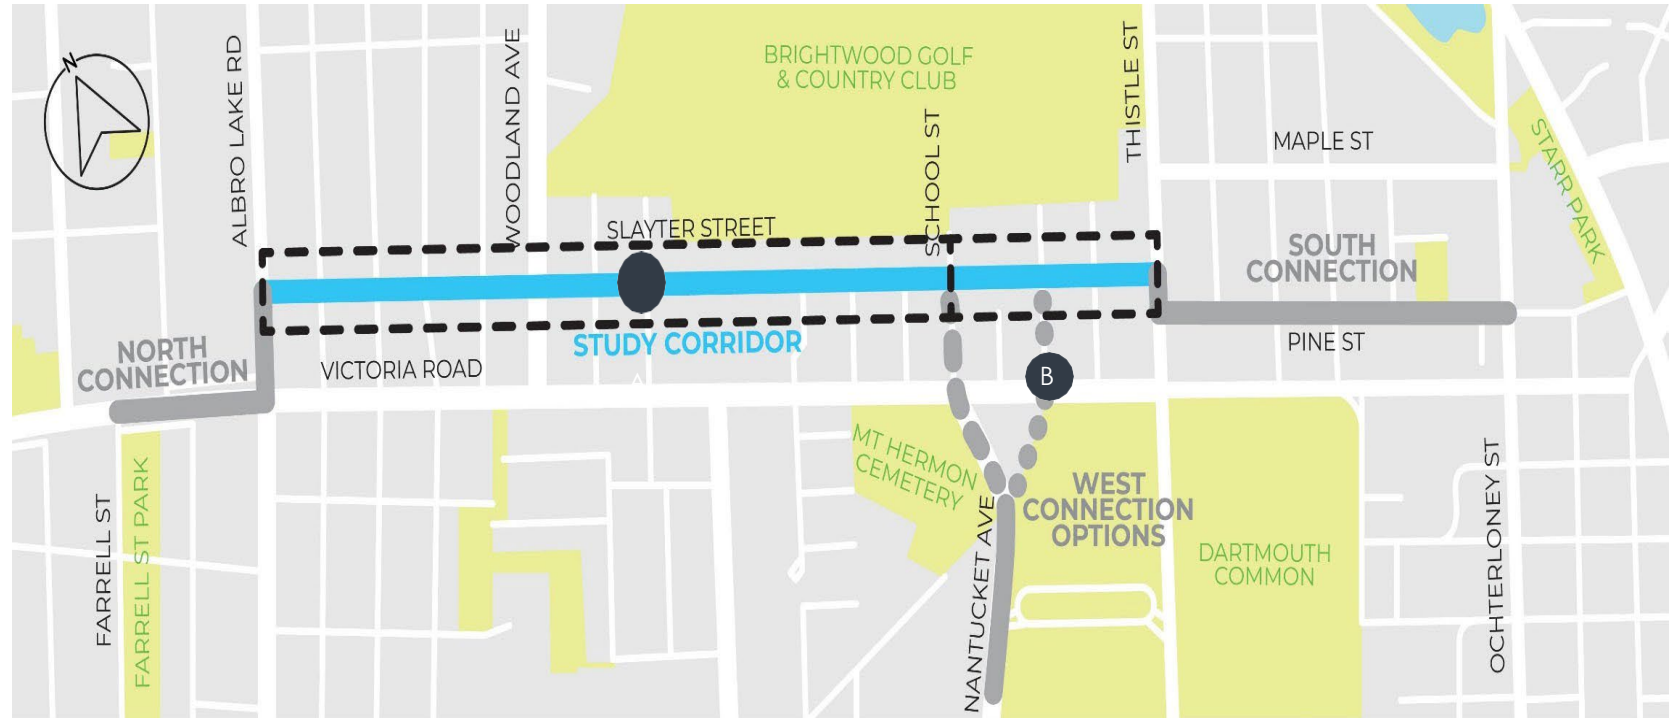 N
ALBRO LAKE RD
WOODLAND AVE
BRIGHTWOOD GOLF
& COUNTRY CLUB
SCHOOL ST
THISTLE ST
MAPLE ST
STARR PARK
SLAYTER STREET
SOUTH
CONNECTION
NORTH
CONNECTION
VICTORIA ROAD
STUDY CORRIDOR
PINE ST
B
MT HERMON
CEMETERY
WEST
CONNECTION
OPTIONS
FARRELL ST
FARRELL ST PARK
NANTUCKET AVE
DARTMOUTH
COMMON
OCHTERLONEY ST